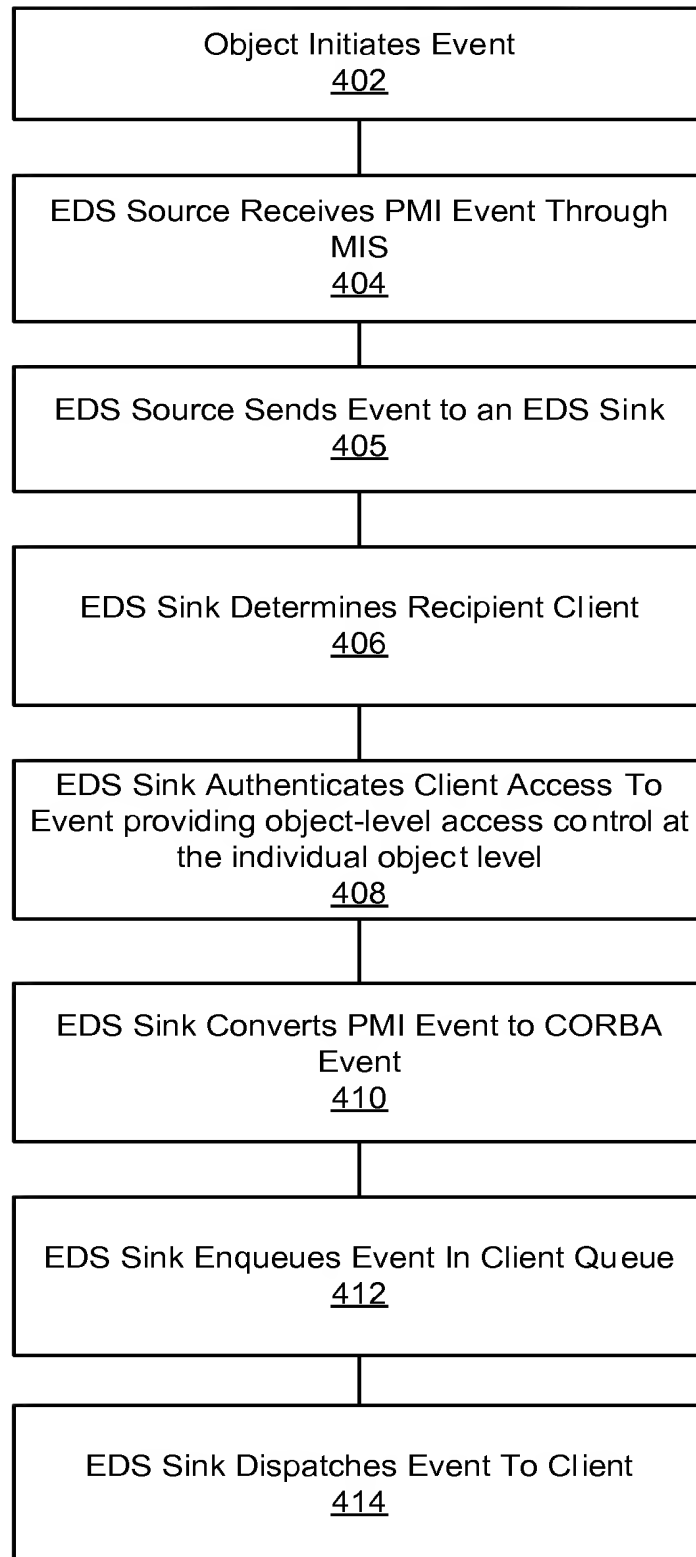 Object Initiates Event
402
EDS Source Receives PMI Event Through
MIS
404
EDS Source Sends Event to an EDS Sink
405
EDS Sink Determines Recipient Client
406
EDS Sink Authenticates Client Access To
Event providing object-level access control at
the individual object level
408
EDS Sink Converts PMI Event to CORBA
Event
410
EDS Sink Enqueues Event In Client Queue
412
EDS Sink Dispatches Event To Client
414